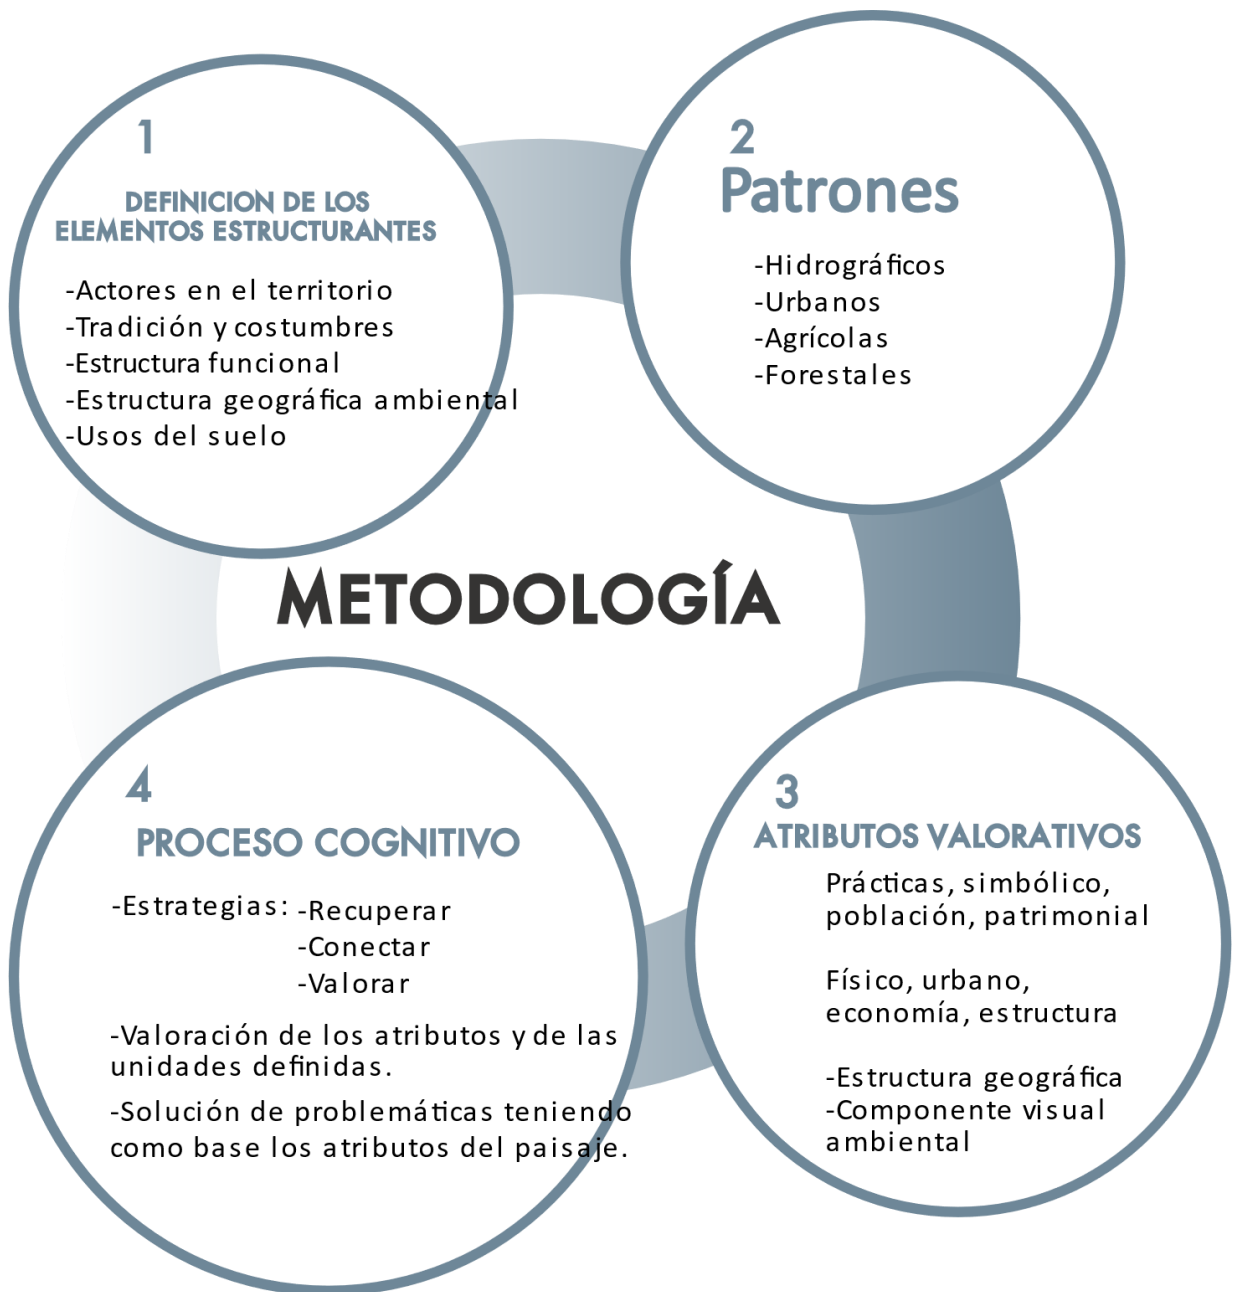 1
DEFINICION DE LOS
ELEMENTOS ESTRUCTURANTES
-Actores en el territorio
-Tradición y costumbres
-Estructura funcional
-Estructura geográfica ambiental
-Usos del suelo
2
Patrones
-Hidrográficos
-Urbanos
-Agrícolas
-Forestales
METODOLOGÍA
3
ATRIBUTOS VALORATIVOS
Prácticas, simbólico,
población, patrimonial
Físico, urbano,
economía, estructura
-Estructura geográfica
-Componente visual
ambiental
4
PROCESO COGNITIVO
-Estrategias: -Recuperar
-Conectar
-Valorar
-Valoración de los atributos y de las
unidades definidas.
-Solución de problemáticas teniendo
como base los atributos del paisaje.